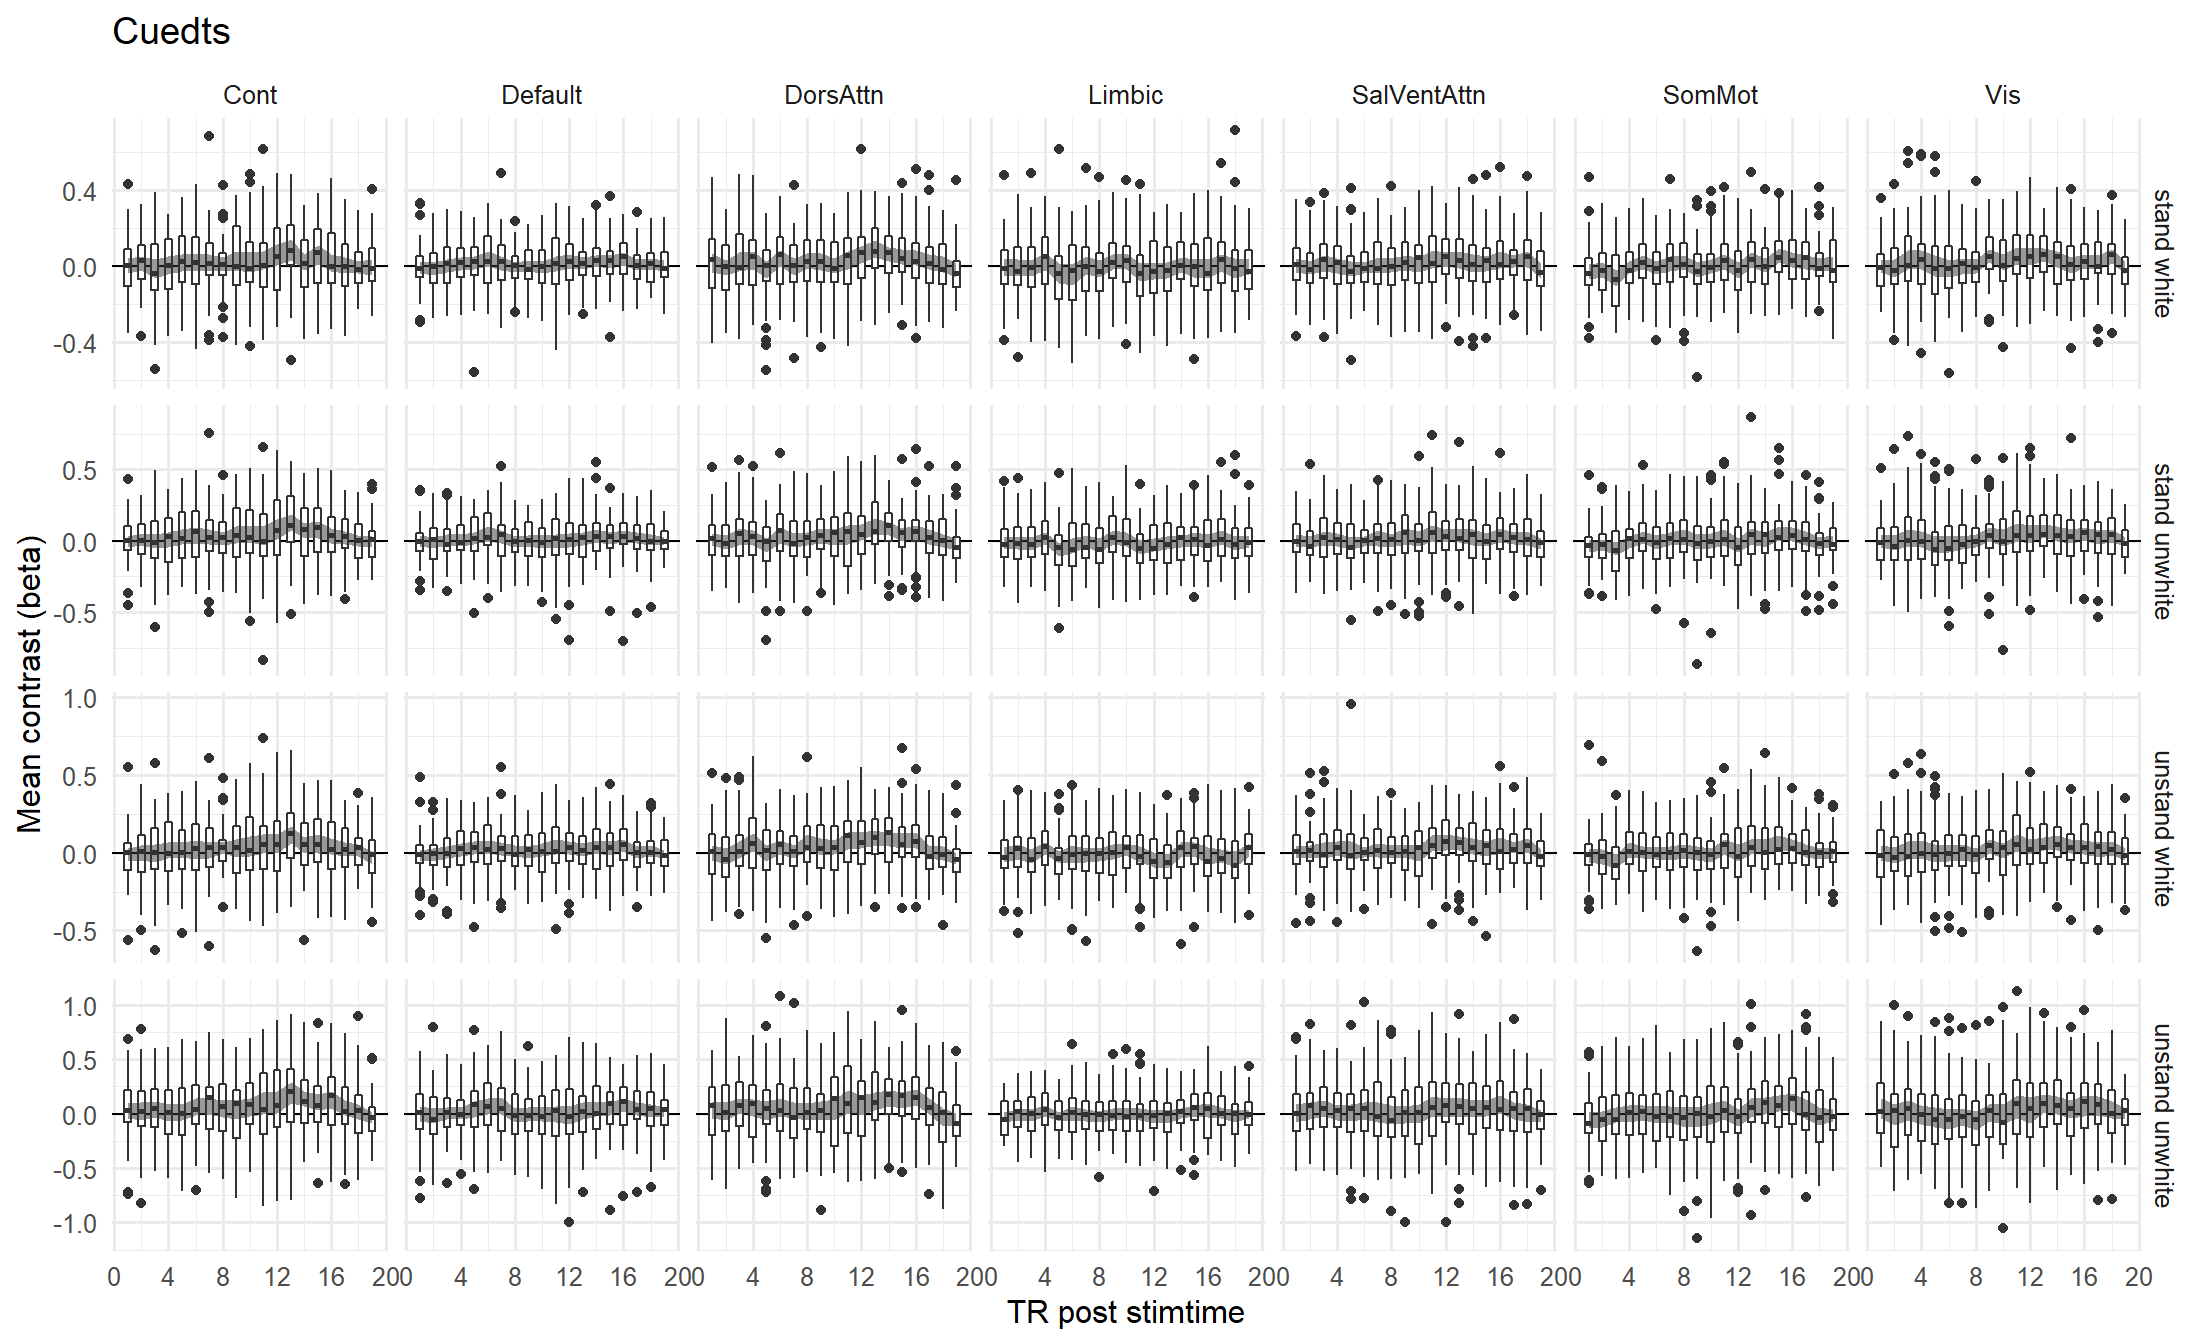 Cuedts
Cont Default DorsAttn Limbic SalVentAttn SomMot Vis
0.4
0.0
-0.4
stand white
0.5
0.0
-0.5
stand unwhite
1.0
0.5
0.0
-0.5
unstand white
1.0
0.5
0.0
-0.5
-1.0
unstand unwhite
Mean contrast (beta)
0 4 8 12 16 200 4 8 12 16 200 4 8 12 16 200 4 8 12 16 200 4 8 12 16 200 4 8 12 16 200 4 8 12 16 20
TR post stimtime